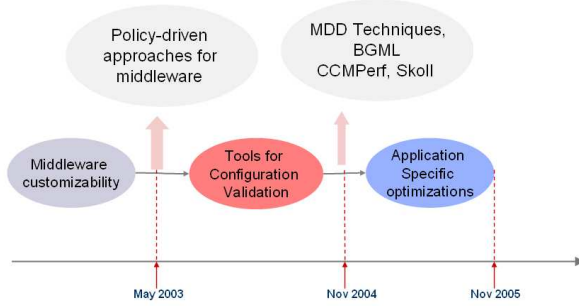 Policy-driven
approaches for
middleware
MDD Techniques,
BGML
CCMPerf, Skoll
Middleware
customizability
Tools for
Configuration
Validation
Application
Specific
optimizations
May 2003
Nov 2004
Nov 2005